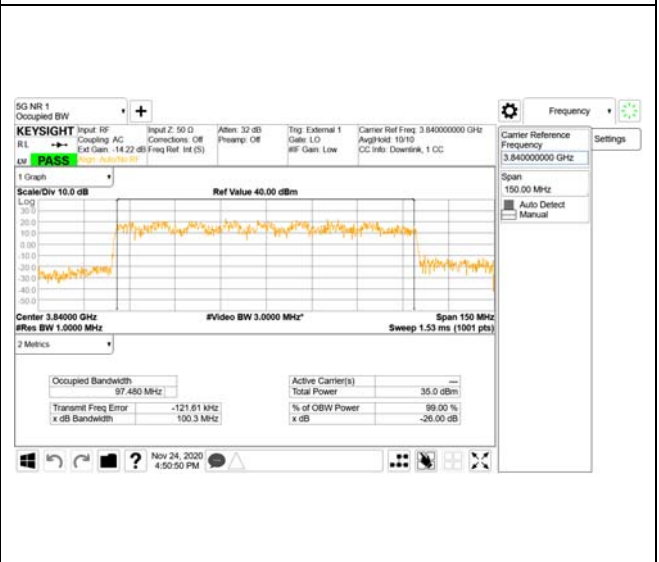 5G NR 1
Occupied BW
Frequency
KEYSIGHT
Input: RF
Coupling: AC
Ext Gain: -14.22 dB
Align: Auto/No RF
Input Z: 50 Ω
Corrections: Off
Freq Ref: Int (S)
Atten: 32 dB
Preamp: Off
Trig: External 1
Gate: LO
#IF Gain: Low
Carrier Ref Freq: 3.840000000 GHz
Avg|Hold: 10/10
CC Info: Downlink, 1 CC
R L
PASS
Carrier Reference
Frequency
3.840000000 GHz
Settings
Span
150.00 MHz
Auto Detect
Manual
1 Graph
Scale/Div 10.0 dB
Ref Value 40.00 dBm
Log
30.0
20.0
10.0
0.00
-10.0
-20.0
-30.0
-40.0
-50.0
Center 3.84000 GHz
#Video BW 3.0000 MHz*
Span 150 MHz
#Res BW 1.0000 MHz
Sweep 1.53 ms (1001 pts)
2 Metrics
Occupied Bandwidth
97.480 MHz
Active Carrier(s)
---
Total Power
35.0 dBm
Transmit Freq Error
-121.61 kHz
x dB Bandwidth
100.3 MHz
% of OBW Power
99.00 %
x dB
-26.00 dB
?
Nov 24, 2020
4:50:50 PM